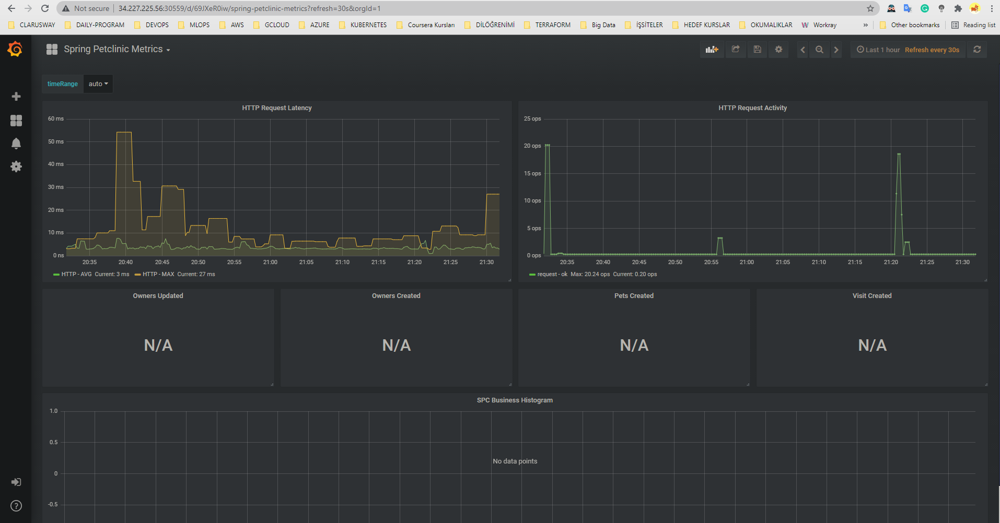 Not secure | 34.227.225.56:30559/d/69JXeR0iw/spring-petclinic-metrics?refresh=30s&orgId=1
CLARUSWAY DAILY-PROGRAM DEVOPS MLOPS AWS GCLOUD AZURE KUBERNETES Coursera Kursları DİLÖĞRENİMİ TERRAFORM Big Data İŞSİTELER HEDEF KURSLAR OKUMALIKLAR W Workray » Other bookmarks Reading list
Spring Petclinic Metrics
Last 1 hour Refresh every 30s
timeRange auto
HTTP Request Latency
60 ms
50 ms
40 ms
30 ms
20 ms
10 ms
0 ns
20:35 20:40 20:45 20:50 20:55 21:00 21:05 21:10 21:15 21:20 21:25 21:30
HTTP - AVG Current: 3 ms HTTP - MAX Current: 27 ms
HTTP Request Activity
25 ops
20 ops
15 ops
10 ops
5 ops
0 ops
20:35 20:40 20:45 20:50 20:55 21:00 21:05 21:10 21:15 21:20 21:25 21:30
request - ok Max: 20.24 ops Current: 0.20 ops
Owners Updated
N/A
Owners Created
N/A
Pets Created
N/A
Visit Created
N/A
SPC Business Histogram
1.0
0.5
No data points
0
-0.5